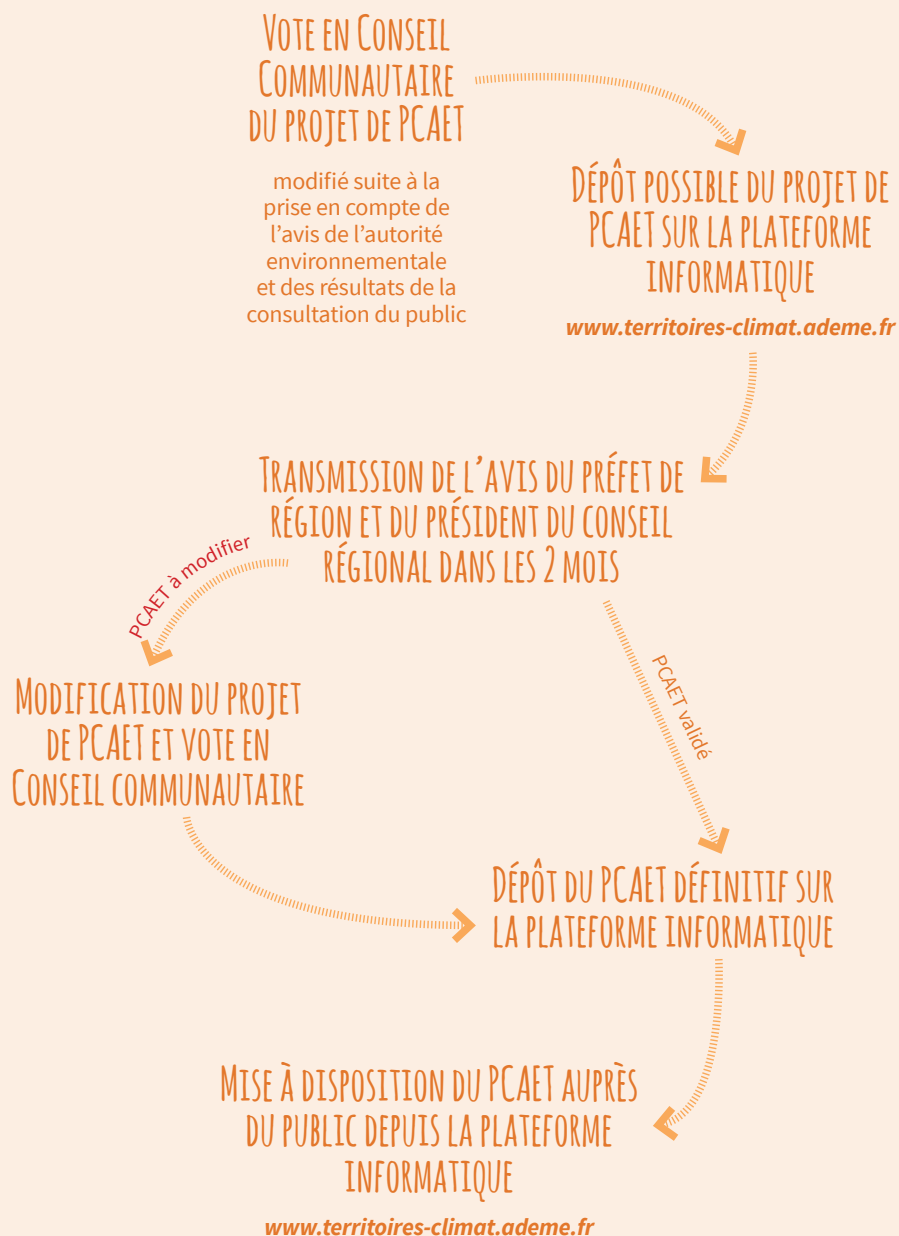 Vote en Conseil
Communautaire
du projet de PCAET
modifié suite à la
prise en compte de
l’avis de l’autorité
environnementale
et des résultats de la
consultation du public
Dépôt possible du projet de
PCAET sur la plateforme
informatique
www.territoires-climat.ademe.fr
Transmission de l’avis du préfet de
région et du président du conseil
régional dans les 2 mois
PCAET à modifier
PCAET validé
Modification du projet
de PCAET et vote en
Conseil communautaire
Dépôt du PCAET définitif sur
la plateforme informatique
Mise à disposition du PCAET auprès
du public depuis la plateforme
informatique
www.territoires-climat.ademe.fr